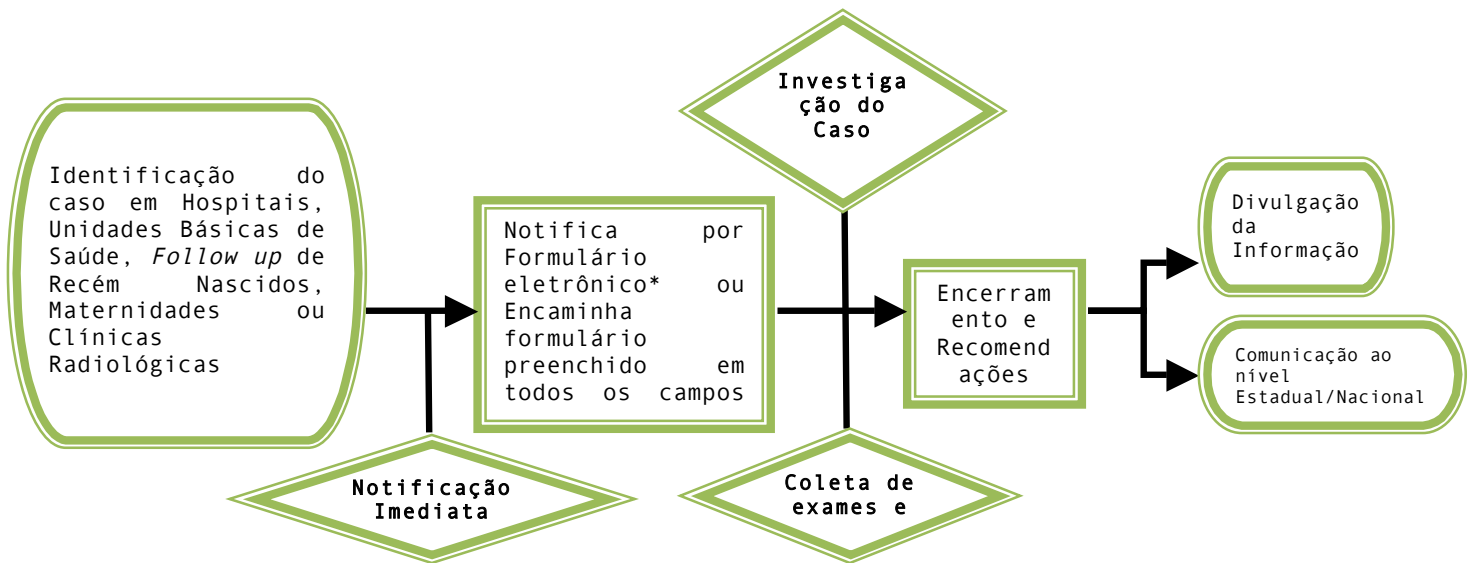 Identificação do
caso em Hospitais,
Unidades Básicas de
Saúde, Follow up de
Recém Nascidos,
Maternidades ou
Clínicas
Radiológicas
Notificação
Imediata
Notifica por
Formulário
eletrônico* ou
Encaminha
formulário
preenchido em
todos os campos
Investiga
ção do
Caso
Coleta de
exames e
Encerram
ento e
Recomend
ações
Divulgação
da
Informação
Comunicação ao
nível
Estadual/Nacional